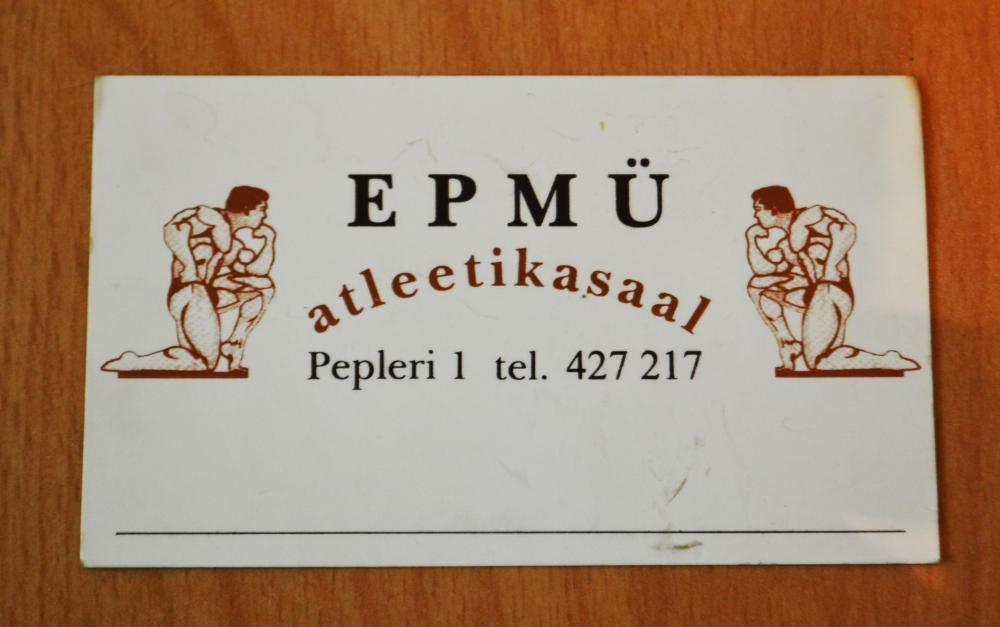 EPMÜ
atleetikasaal
Pepleri 1 tel. 427 217